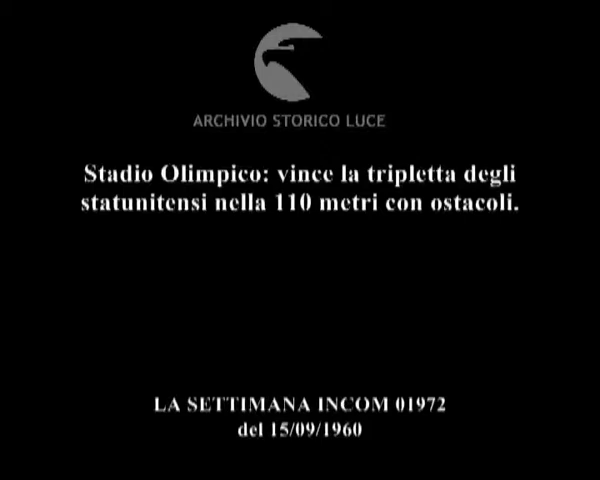 ARCHIVIO STORICO LUCE
Stadio Olimpico: vince la tripletta degli
statunitensi nella 110 metri con ostacoli.
LA SETTIMANA INCOM 01972
del 15/09/1960